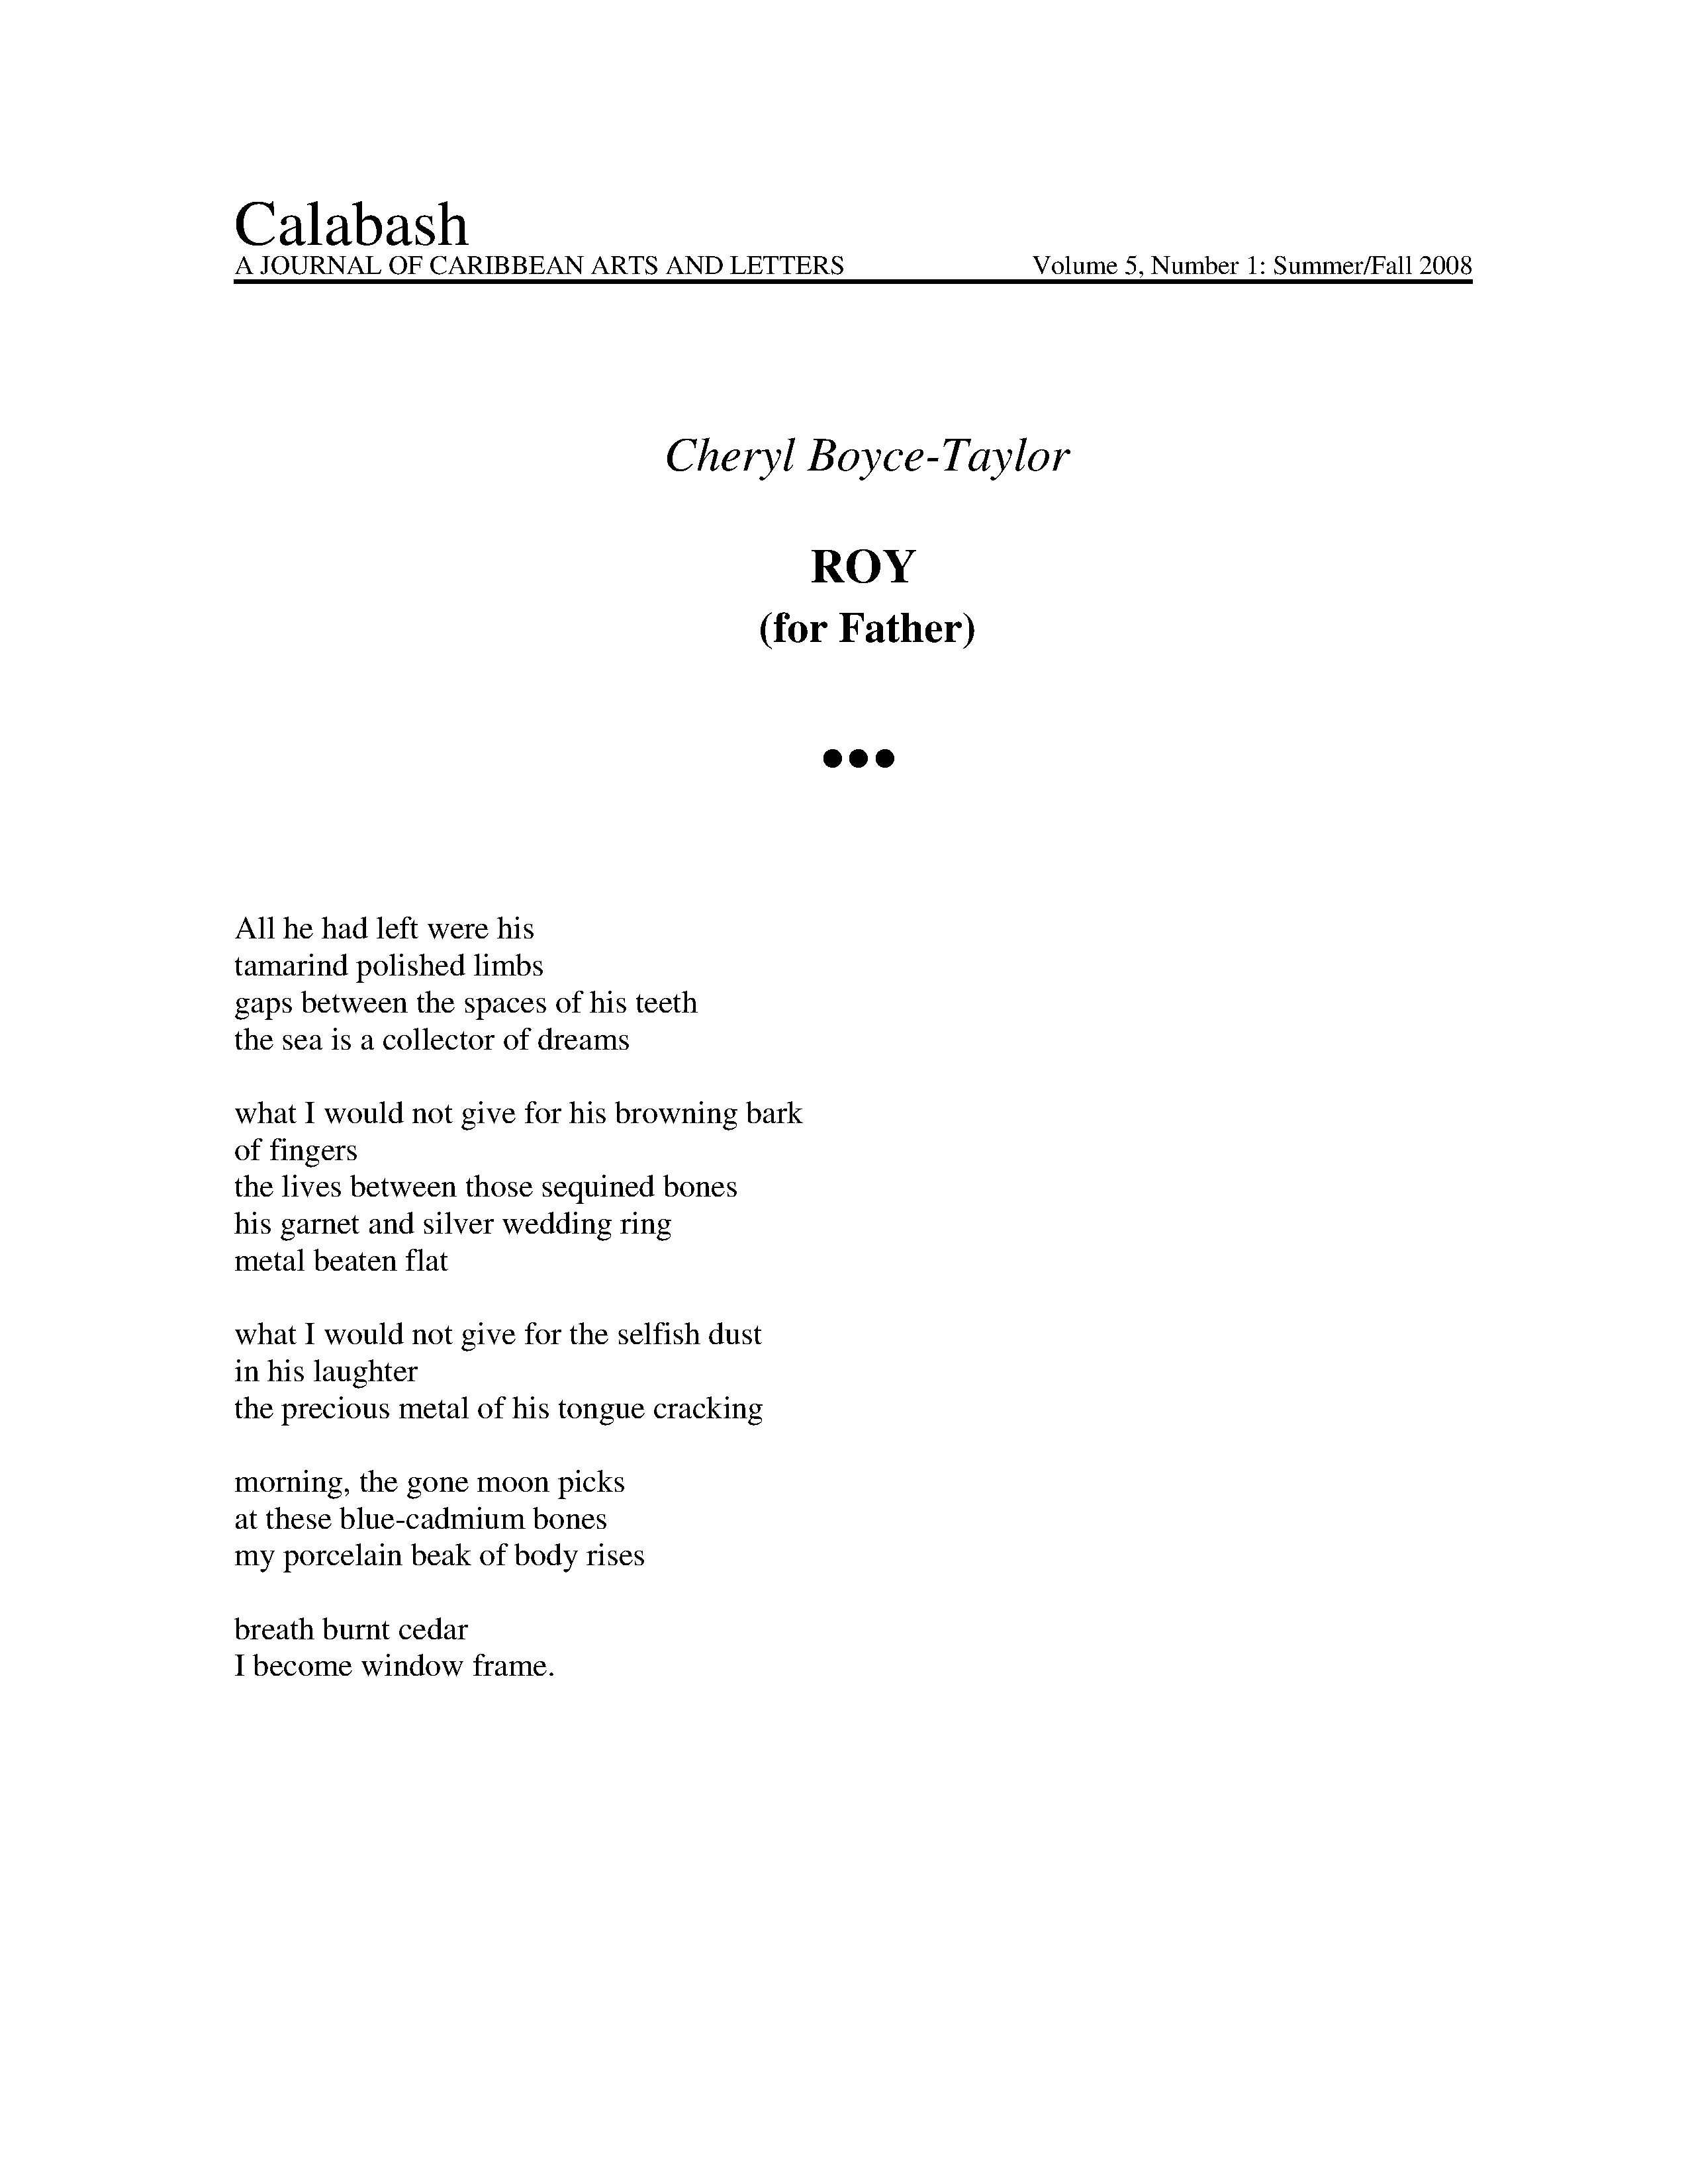 Calabash
A JOURNAL OF CARIBBEAN ARTS AND LETTERS Volume 5, Number 1: Summer/Fall 2008
Cheryl Boyce-Taylor
ROY
(for Father)
●●●
All he had left were his
tamarind polished limbs
gaps between the spaces of his teeth
the sea is a collector of dreams
what I would not give for his browning bark
of fingers
the lives between those sequined bones
his garnet and silver wedding ring
metal beaten flat
what I would not give for the selfish dust
in his laughter
the precious metal of his tongue cracking
morning, the gone moon picks
at these blue-cadmium bones
my porcelain beak of body rises
breath burnt cedar
I become window frame.